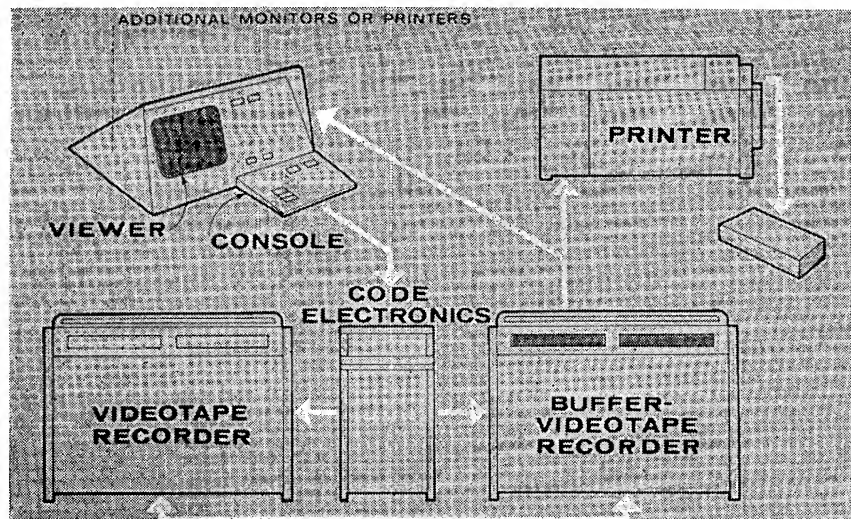 ADDITIONAL MONITORS OR PRINTERS
PRINTER
VIEWER
CONSOLE
CODE
ELECTRONICS
VIDEOTAPE
RECORDER
BUFFER-
VIDEOTAPE
RECORDER